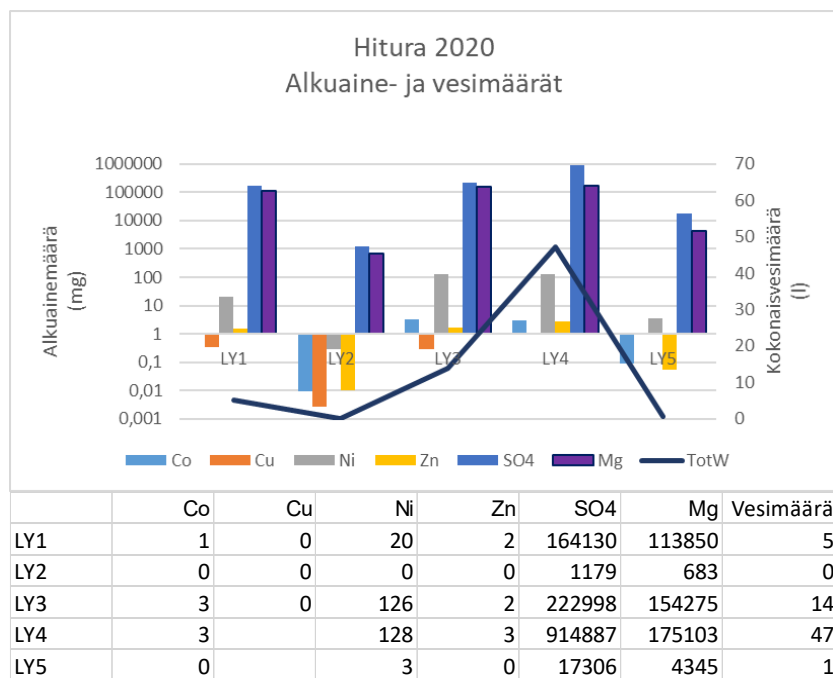 Hitura 2020
Alkuaine- ja vesimäärät
Alkuainemäärä
(mg)
1000000
100000
10000
1000
100
10
1
0,1
0,01
0,001
LY1 LY2 LY3 LY4 LY5
70
60
50
40
30
20
10
0
Kokonaisvesimäärä
(l)
Co Cu Ni Zn SO4 Mg TotW
Co Cu Ni Zn SO4 Mg Vesimäärä
LY1 1 0 20 2 164130 113850 5
LY2 0 0 0 0 1179 683 0
LY3 3 0 126 2 222998 154275 14
LY4 3 128 3 914887 175103 47
LY5 0 3 0 17306 4345 1